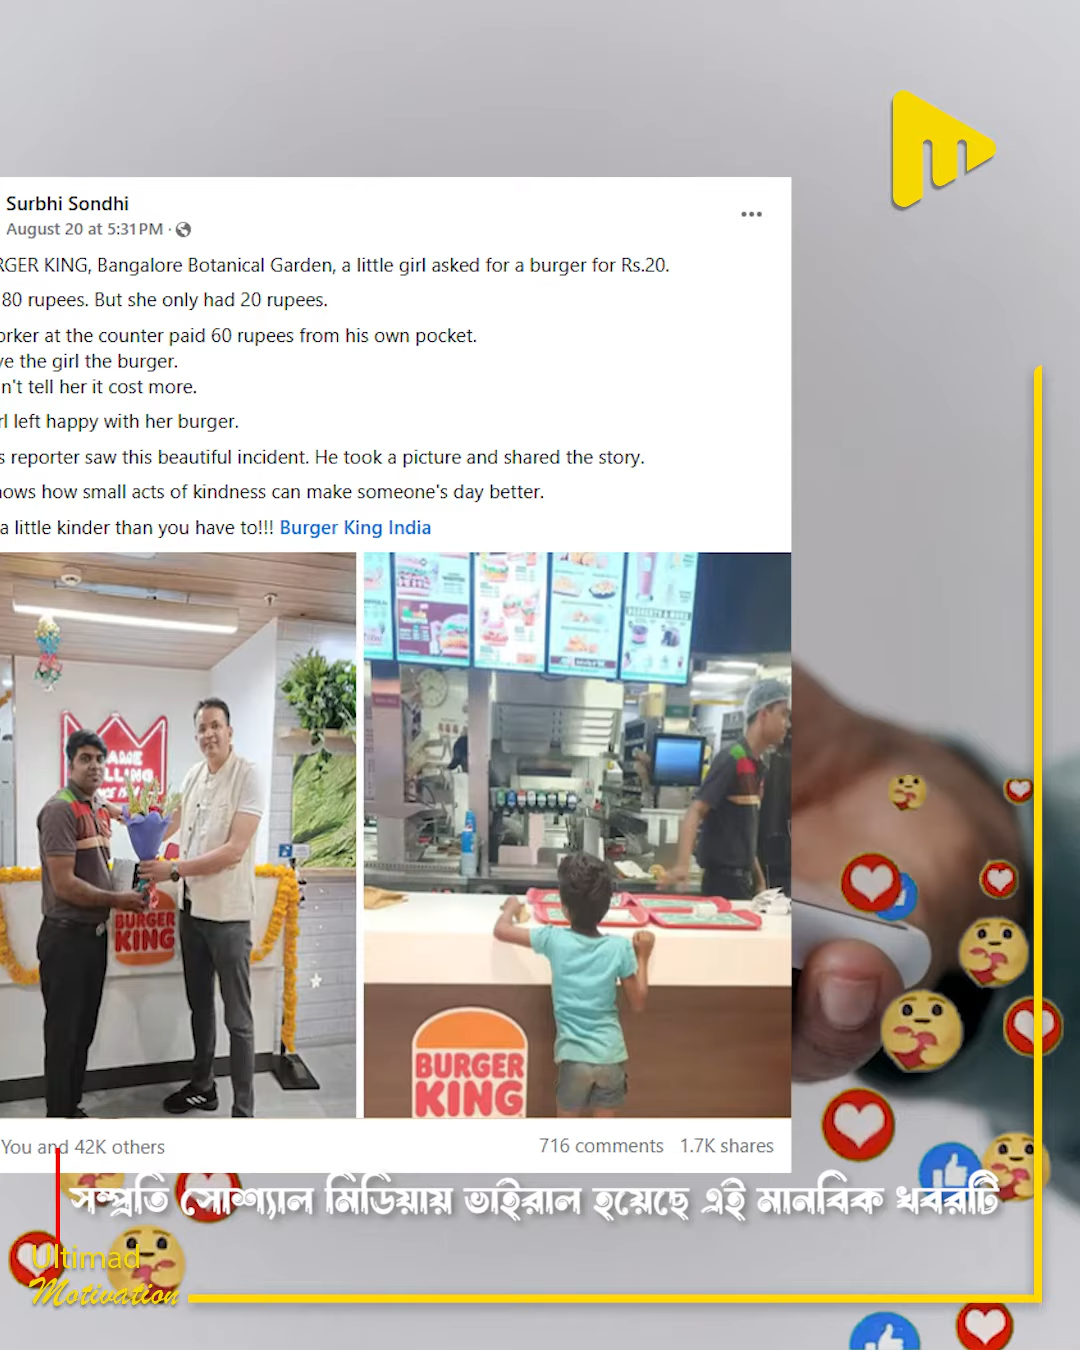 Surbhi Sondhi
August 20 at 5:31 PM
RGER KING, Bangalore Botanical Garden, a little girl asked for a burger for Rs.20.
80 rupees. But she only had 20 rupees.
orker at the counter paid 60 rupees from his own pocket.
ve the girl the burger.
n't tell her it cost more.
rl left happy with her burger.
s reporter saw this beautiful incident. He took a picture and shared the story.
hows how small acts of kindness can make someone's day better.
a little kinder than you have to!!! Burger King India
BURGER
KING
BURGER
KING
You and 42K others
716 comments 1.7K shares
সম্প্রতি সোশ্যাল মিডিয়ায় ভাইরাল হয়েছে এই মানবিক খবরটি
Ultimad
Motivation